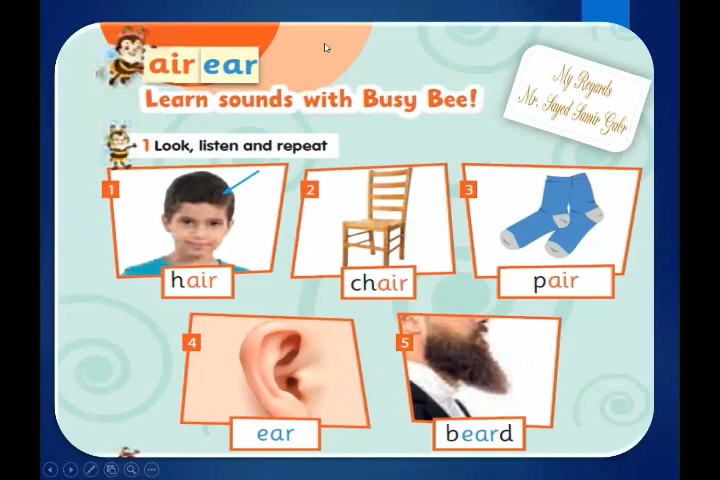 air ear
Learn sounds with Busy Bee!
My Regards
Mr. Sayed Samir Gabr
1 Look, listen and repeat
1
2
3
hair
chair
pair
4
5
ear
beard